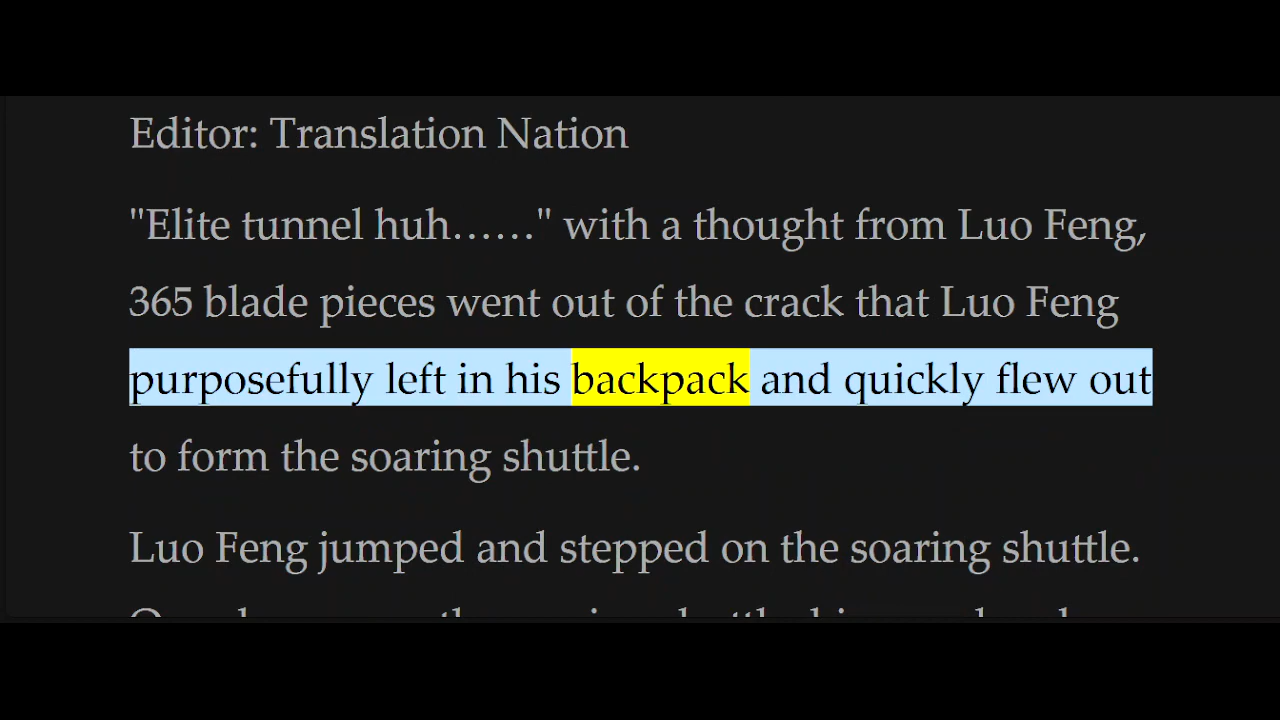 Editor: Translation Nation
"Elite tunnel huh……" with a thought from Luo Feng,
365 blade pieces went out of the crack that Luo Feng
purposefully left in his backpack and quickly flew out
to form the soaring shuttle.
Luo Feng jumped and stepped on the soaring shuttle.